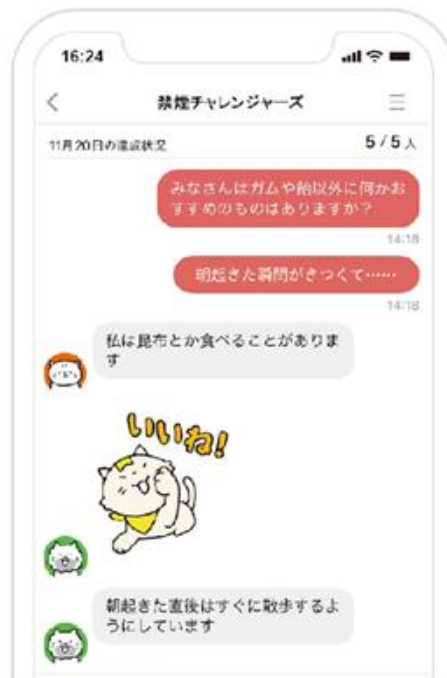 16:24
禁煙チャレンジャーズ
11月20日の達成状況
5/5人
みなさんはガムや飴以外に何かお
すすめのものはありますか？
14:18
朝起きた瞬間がきつくて……
14:18
私は昆布とか食べることがありま
す
いいね!
朝起きた直後はすぐに散歩するよ
うにしています